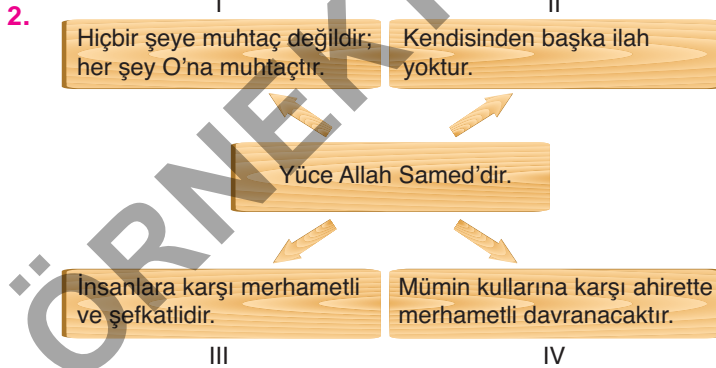 2.
I
II
Hiçbir şeye muhtaç değildir;
her şey O'na muhtaçtır.
Kendisinden başka ilah
yoktur.
Yüce Allah Samed'dir.
İnsanlara karşı merhametli
ve şefkatlidir.
Mümin kullarına karşı ahirette
merhametli davranacaktır.
III
IV
ÖRNEK